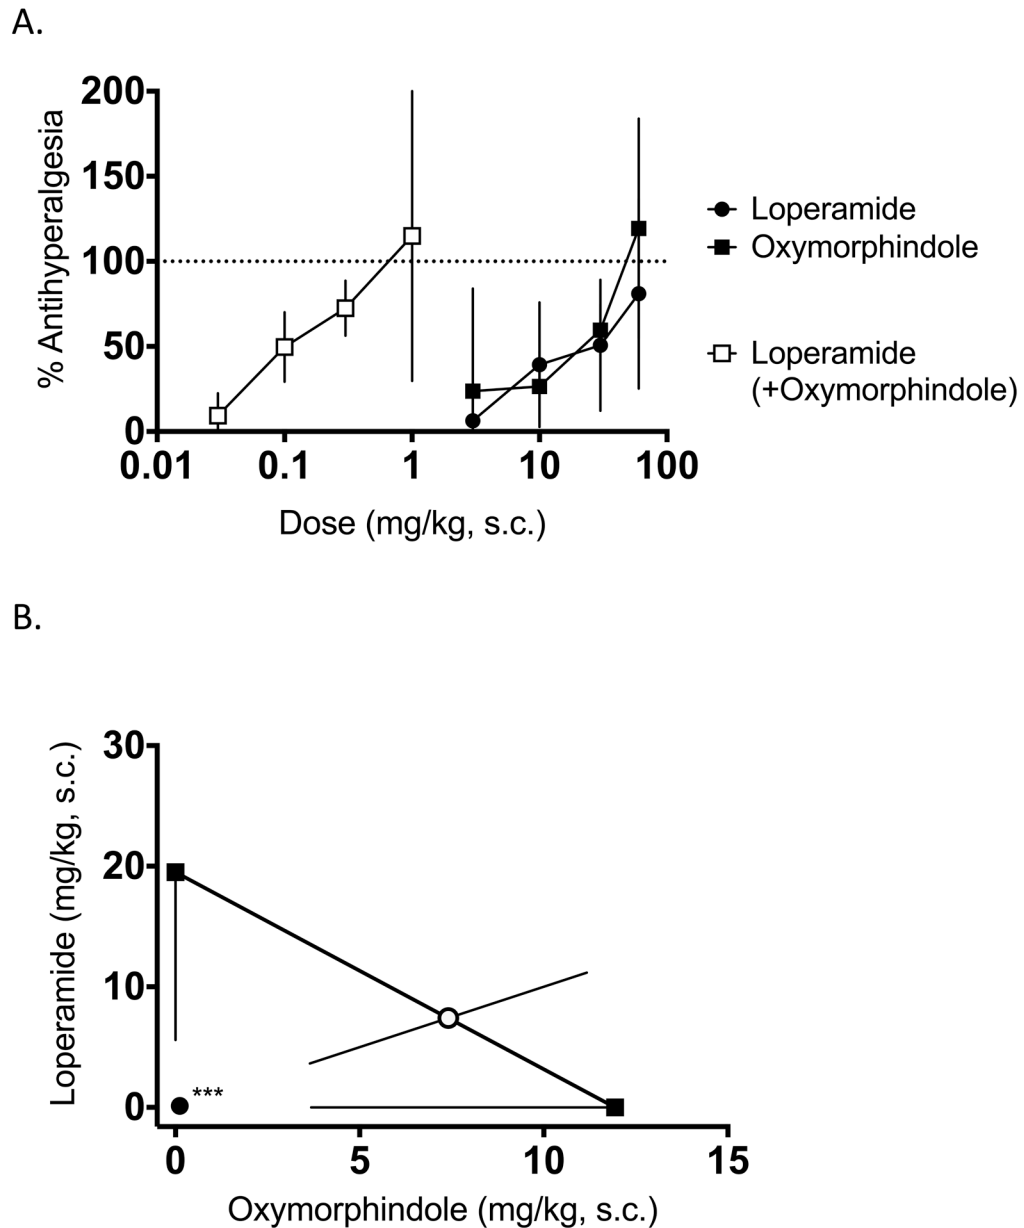 A.
200
150
100
50
0
% Antihyperalgesia
0.01 0.1 1 10 100
Dose (mg/kg, s.c.)
Loperamide
Oxymorphindole
Loperamide
(+Oxymorphindole)
B.
30
20
10
0
Loperamide (mg/kg, s.c.)
***
0 5 10 15
Oxymorphindole (mg/kg, s.c.)